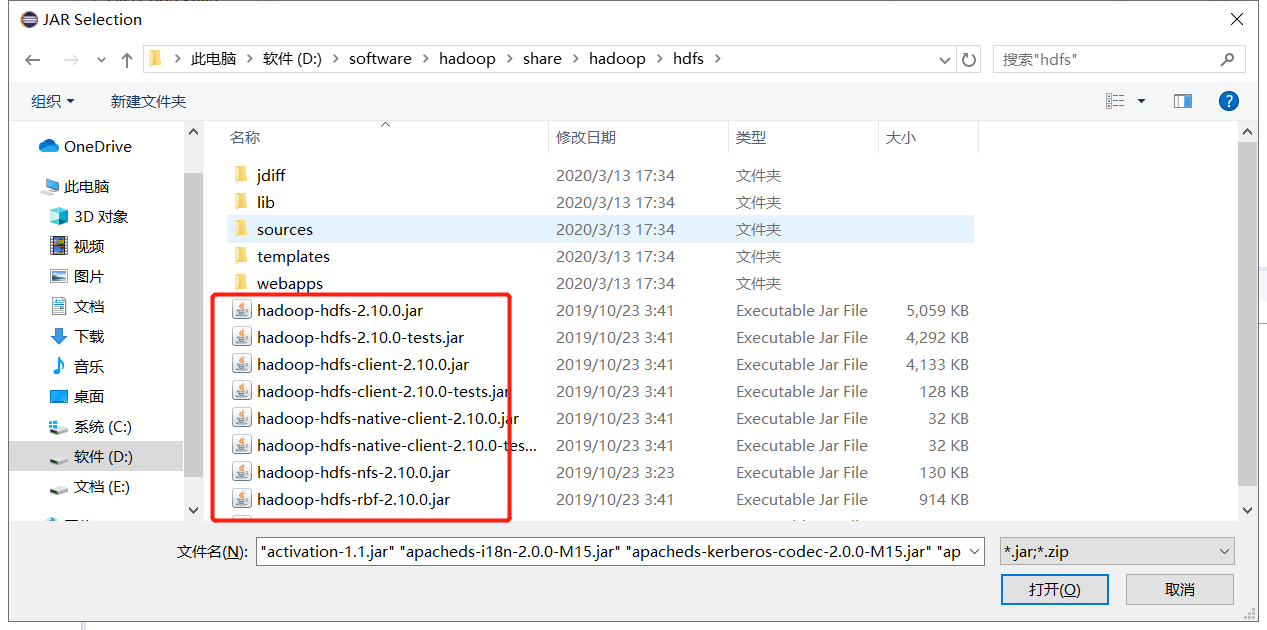 JAR Selection
此电脑 软件 (D:) software hadoop share hadoop hdfs 搜索"hdfs"
组织 新建文件夹
名称 修改日期 类型 大小
OneDrive
此电脑
3D 对象
视频
图片
文档
下载
音乐
桌面
系统 (C:)
软件 (D:)
文档 (E:)
jdiff 2020/3/13 17:34 文件夹
lib 2020/3/13 17:34 文件夹
sources 2020/3/13 17:34 文件夹
templates 2020/3/13 17:34 文件夹
webapps 2020/3/13 17:34 文件夹
hadoop-hdfs-2.10.0.jar 2019/10/23 3:41 Executable Jar File 5,059 KB
hadoop-hdfs-2.10.0-tests.jar 2019/10/23 3:41 Executable Jar File 4,292 KB
hadoop-hdfs-client-2.10.0.jar 2019/10/23 3:41 Executable Jar File 4,133 KB
hadoop-hdfs-client-2.10.0-tests.jar 2019/10/23 3:41 Executable Jar File 128 KB
hadoop-hdfs-native-client-2.10.0.jar 2019/10/23 3:41 Executable Jar File 32 KB
hadoop-hdfs-native-client-2.10.0-tes... 2019/10/23 3:41 Executable Jar File 32 KB
hadoop-hdfs-nfs-2.10.0.jar 2019/10/23 3:23 Executable Jar File 130 KB
hadoop-hdfs-rbf-2.10.0.jar 2019/10/23 3:41 Executable Jar File 914 KB
文件名(N): "activation-1.1.jar" "apacheds-i18n-2.0.0-M15.jar" "apacheds-kerberos-codec-2.0.0-M15.jar" "ap *.jar;*.zip
打开(O) 取消